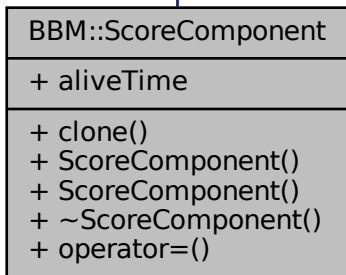 BBM::ScoreComponent
+ aliveTime
+ clone()
+ ScoreComponent()
+ ScoreComponent()
+ ~ScoreComponent()
+ operator=()